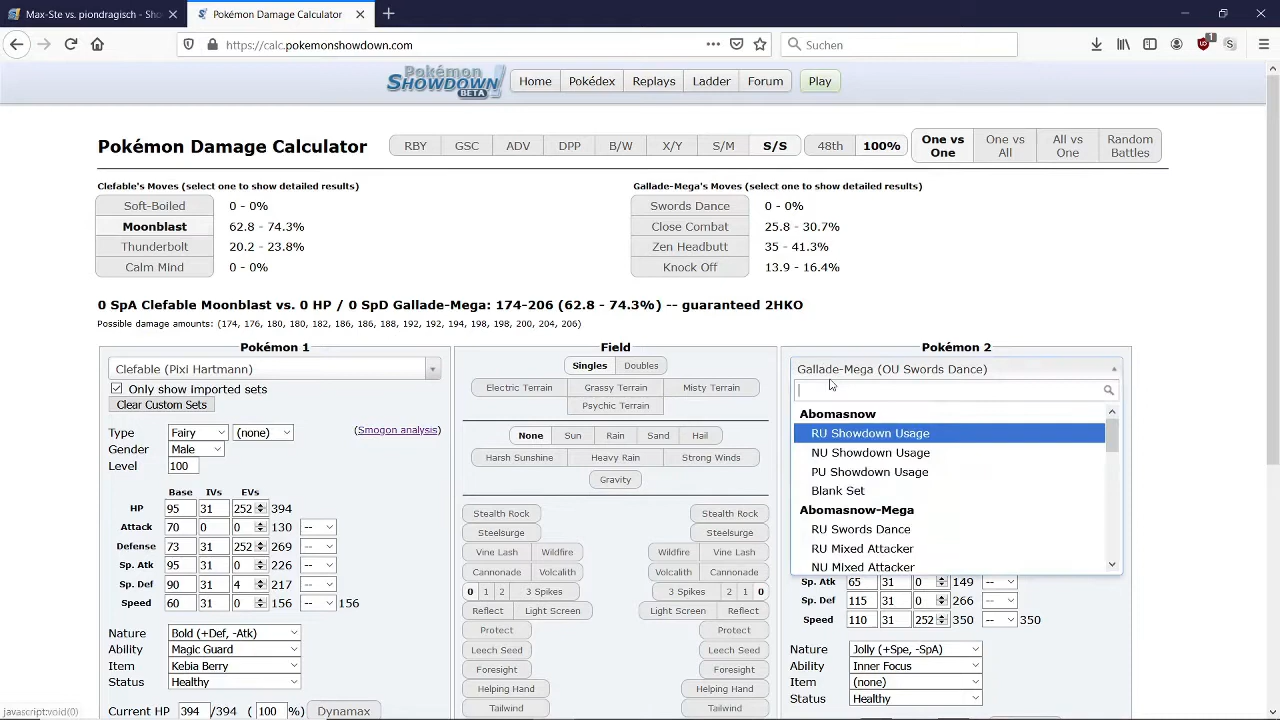 Max-Ste vs. piondragisch - Sho
Pokémon Damage Calculator
https://calc.pokemonshowdown.com
Suchen
1
S
Pokémon
SHOWDOWN!
BETA
Home Pokédex Replays Ladder Forum Play
Pokémon Damage Calculator
RBY GSC ADV DPP B/W X/Y S/M S/S 48th 100%
One vs One
One vs All
All vs One
Random Battles
Clefable's Moves (select one to show detailed results)
Soft-Boiled 0 - 0%
Moonblast 62.8 - 74.3%
Thunderbolt 20.2 - 23.8%
Calm Mind 0 - 0%
Gallade-Mega's Moves (select one to show detailed results)
Swords Dance 0 - 0%
Close Combat 25.8 - 30.7%
Zen Headbutt 35 - 41.3%
Knock Off 13.9 - 16.4%
0 SpA Clefable Moonblast vs. 0 HP / 0 SpD Gallade-Mega: 174-206 (62.8 - 74.3%) -- guaranteed 2HKO
Possible damage amounts: (174, 176, 180, 180, 182, 186, 186, 188, 192, 192, 194, 198, 198, 200, 204, 206)
Pokémon 1
Clefable (Pixi Hartmann)
Only show imported sets
Clear Custom Sets
Type Fairy (none) (Smogon analysis)
Gender Male
Level 100
Base IVs EVs
HP 95 31 252 394
Attack 70 0 0 130 --
Defense 73 31 252 269 --
Sp. Atk 95 31 0 226 --
Sp. Def 90 31 4 217 --
Speed 60 31 0 156 -- 156
Nature Bold (+Def, -Atk)
Ability Magic Guard
Item Kebia Berry
Status Healthy
Current HP 394 /394 ( 100 %) Dynamax
Field
Singles Doubles
Electric Terrain Grassy Terrain Misty Terrain
Psychic Terrain
None Sun Rain Sand Hail
Harsh Sunshine Heavy Rain Strong Winds
Gravity
Stealth Rock Stealth Rock
Steelsurge Steelsurge
Vine Lash Wildfire Wildfire Vine Lash
Cannonade Volcalith Volcalith Cannonade
0 1 2 3 Spikes 3 Spikes 2 1 0
Reflect Light Screen Light Screen Reflect
Protect Protect
Leech Seed Leech Seed
Foresight Foresight
Helping Hand Helping Hand
Tailwind Tailwind
Pokémon 2
Gallade-Mega (OU Swords Dance)
Abomasnow
RU Showdown Usage
NU Showdown Usage
PU Showdown Usage
Blank Set
Abomasnow-Mega
RU Swords Dance
RU Mixed Attacker
NU Mixed Attacker
Sp. Atk 65 31 0 149 --
Sp. Def 115 31 0 266 --
Speed 110 31 252 350 -- 350
Nature Jolly (+Spe, -SpA)
Ability Inner Focus
Item (none)
Status Healthy
javascript:void(0)